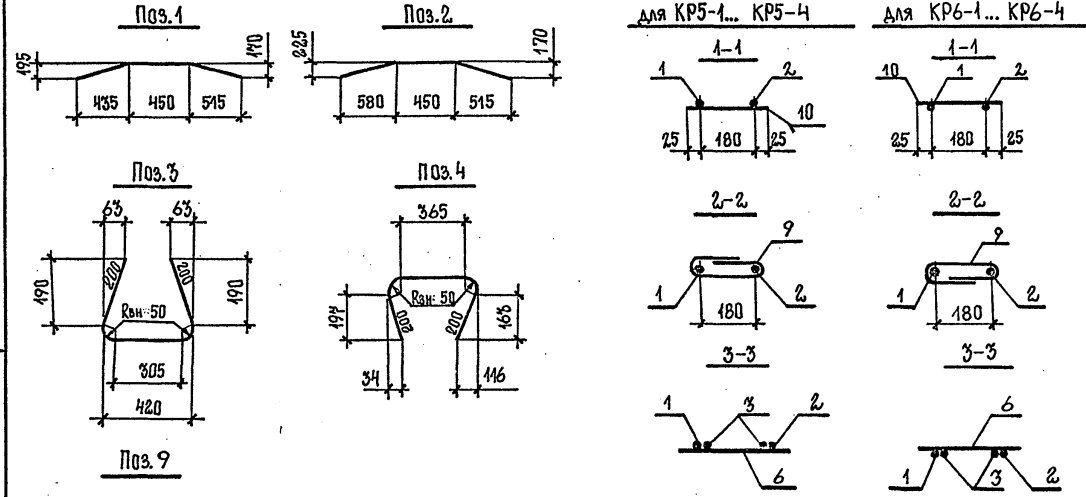 Поз.1
195
170
435 450 515
Поз.2
225
170
580 450 515
Поз.3
63 63
190
200
200
190
Rвн=50
305
420
Поз.4
365
197
200
Rвн=50
200
163
34 116
Поз.9
для КР5-1... КР5-4
1-1
1 2
10
25 180 25
2-2
9
1 2
180
3-3
1 3 2
6
для КР6-1... КР6-4
1-1
10 1 2
25 180 25
2-2
9
1 2
180
3-3
6
1 3 2